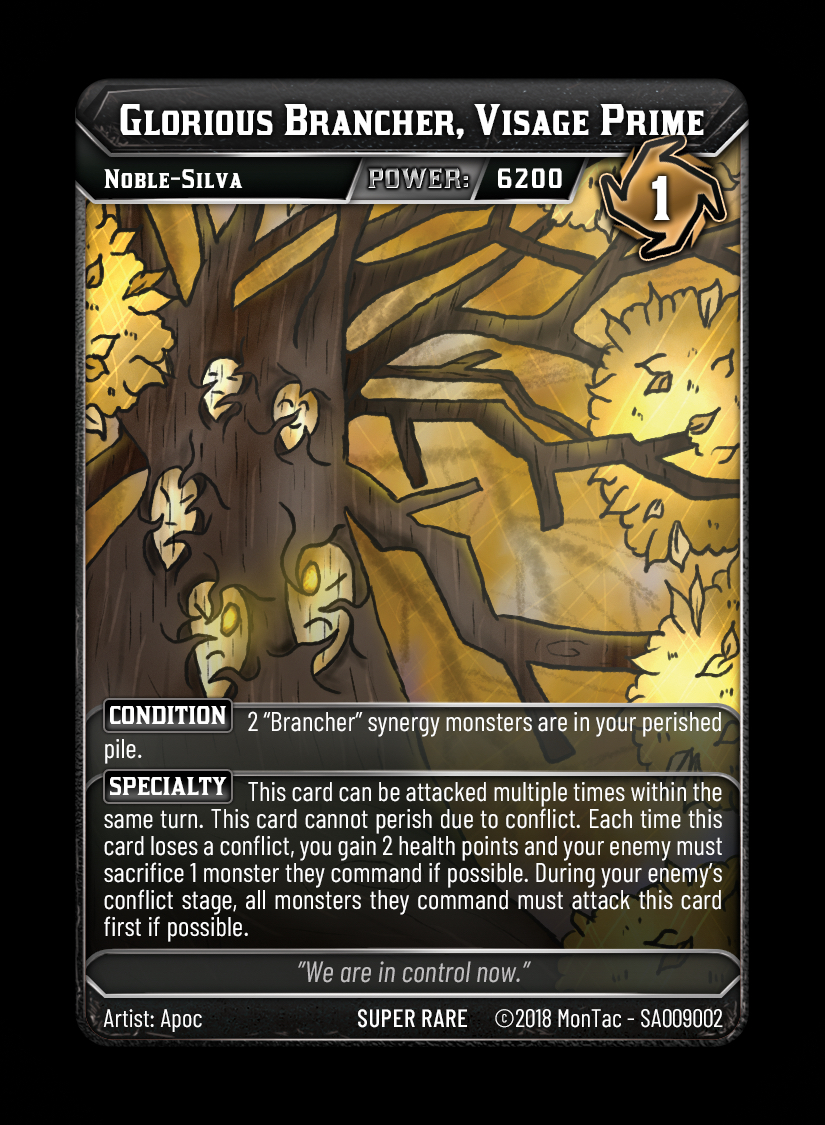 Glorious Brancher, Visage Prime
Noble-Silva POWER: 6200
1
CONDITION 2 “Brancher” synergy monsters are in your perished
pile.
SPECIALTY This card can be attacked multiple times within the
same turn. This card cannot perish due to conflict. Each time this
card loses a conflict, you gain 2 health points and your enemy must
sacrifice 1 monster they command if possible. During your enemy’s
conflict stage, all monsters they command must attack this card
first if possible.
“We are in control now.”
Artist: Apoc SUPER RARE ©2018 MonTac - SA009002